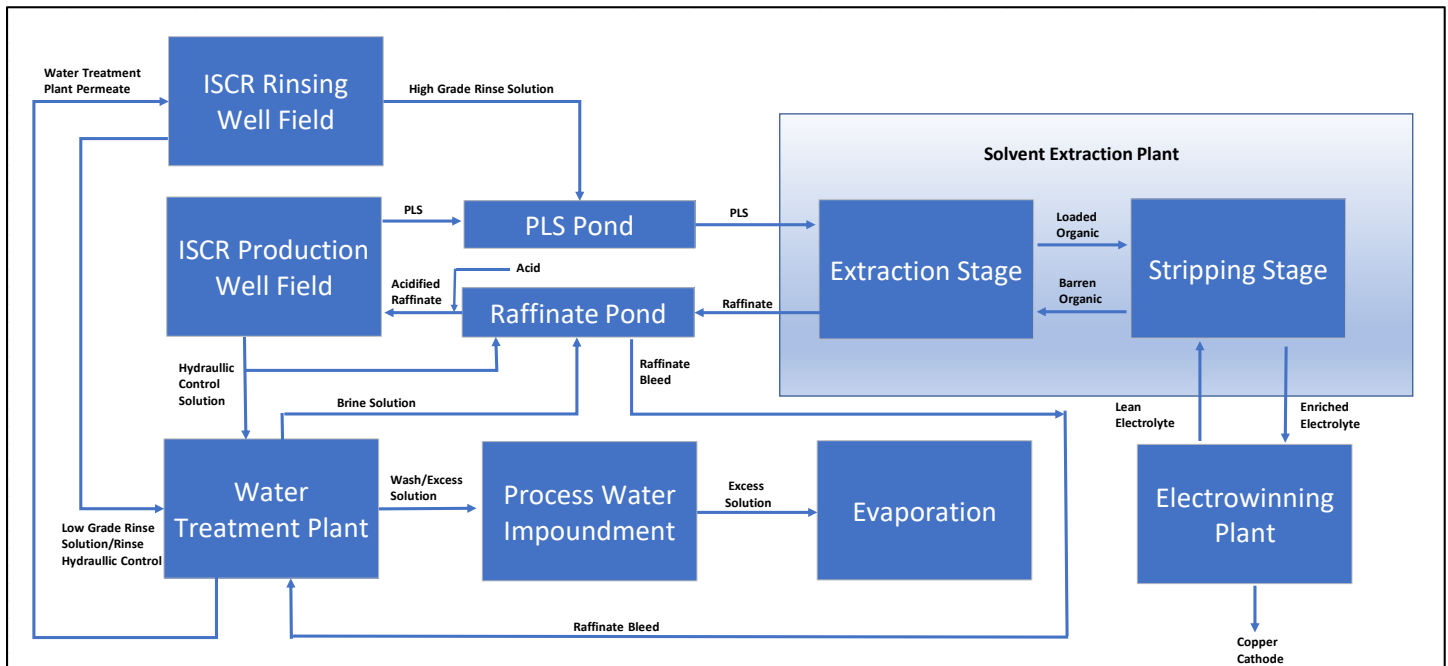 Water Treatment
Plant Permeate
ISCR Rinsing
Well Field
High Grade Rinse Solution
Solvent Extraction Plant
ISCR Production
Well Field
PLS
PLS Pond
PLS
Extraction Stage
Loaded
Organic
Barren
Organic
Stripping Stage
Acid
Acidified
Raffinate
Raffinate Pond
Raffinate
Hydraullic
Control
Solution
Raffinate
Bleed
Brine Solution
Lean
Electrolyte
Enriched
Electrolyte
Low Grade Rinse
Solution/Rinse
Hydraullic Control
Water
Treatment Plant
Wash/Excess
Solution
Process Water
Impoundment
Excess
Solution
Evaporation
Electrowinning
Plant
Raffinate Bleed
Copper
Cathode